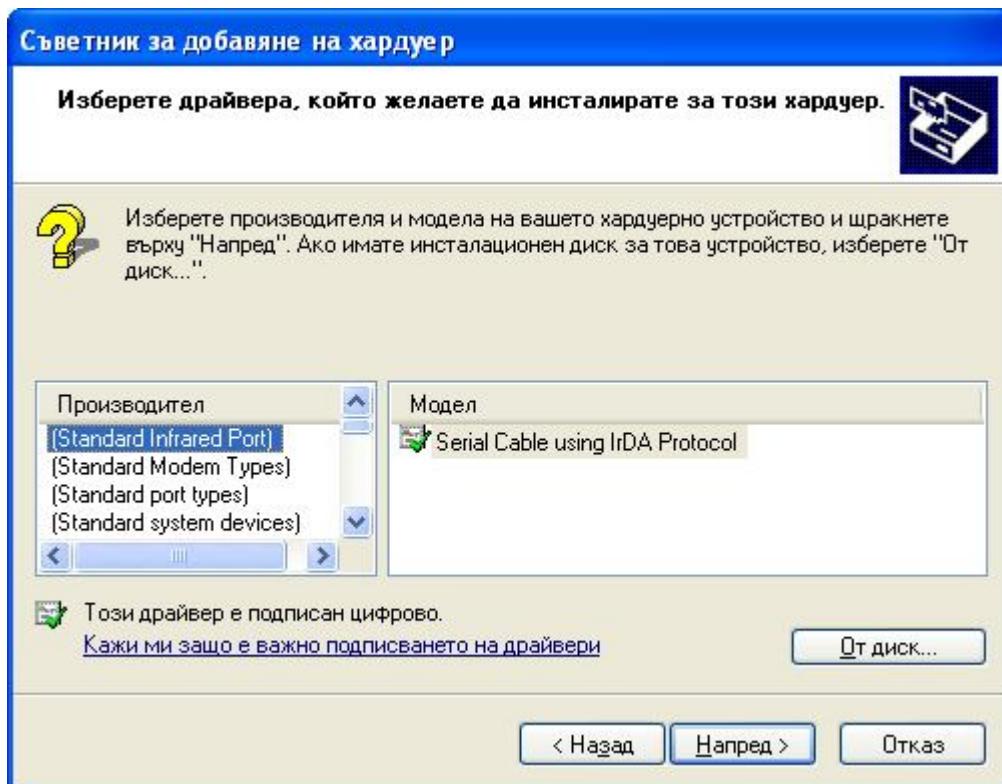 Съветник за добавяне на хардуер
Изберете драйвера, който желаете да инсталирате за този хардуер.
Изберете производителя и модела на вашето хардуерно устройство и щракнете
върху "Напред". Ако имате инсталационен диск за това устройство, изберете "От
диск...".
Производител
(Standard Infrared Port)
(Standard Modem Types)
(Standard port types)
(Standard system devices)
Модел
Serial Cable using IrDA Protocol
Този драйвер е подписан цифрово.
Кажи ми защо е важно подписването на драйвери
От диск...
< Назад
Напред >
Отказ